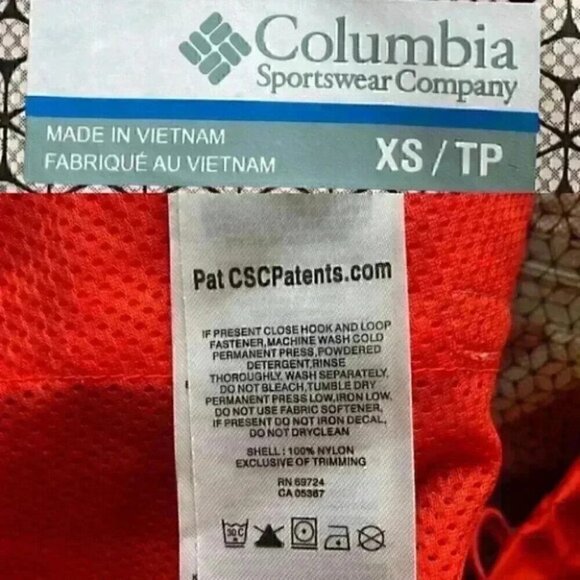 Columbia
Sportswear Company
MADE IN VIETNAM
FABRIQUÉ AU VIETNAM
XS / TP
Pat CSCPatents.com
IF PRESENT CLOSE HOOK AND LOOP
FASTENER,MACHINE WASH COLD
PERMANENT PRESS,POWDERED
DETERGENT,RINSE
THOROUGHLY, WASH SEPARATELY,
DO NOT BLEACH,TUMBLE DRY
PERMANENT PRESS LOW,IRON LOW,
DO NOT USE FABRIC SOFTENER,
IF PRESENT DO NOT IRON DECAL,
DO NOT DRYCLEAN
SHELL : 100% NYLON
EXCLUSIVE OF TRIMMING
RN 69724
CA 05367
30 C